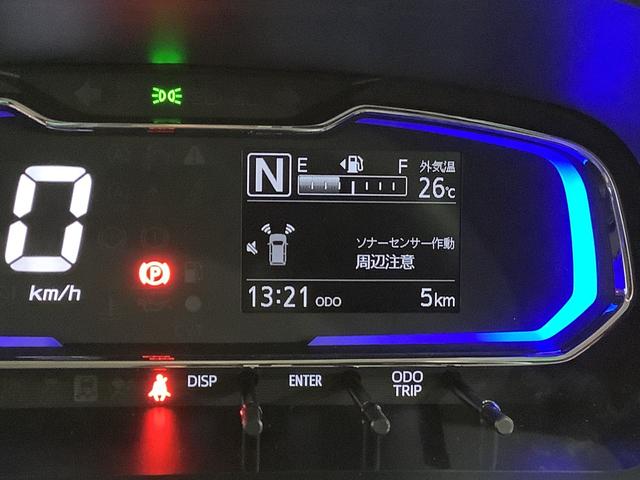 0
km/h
N
E F
外気温
26℃
ソナーセンサー作動
周辺注意
13:21 ODO 5km
P
DISP
ENTER
ODO
TRIP